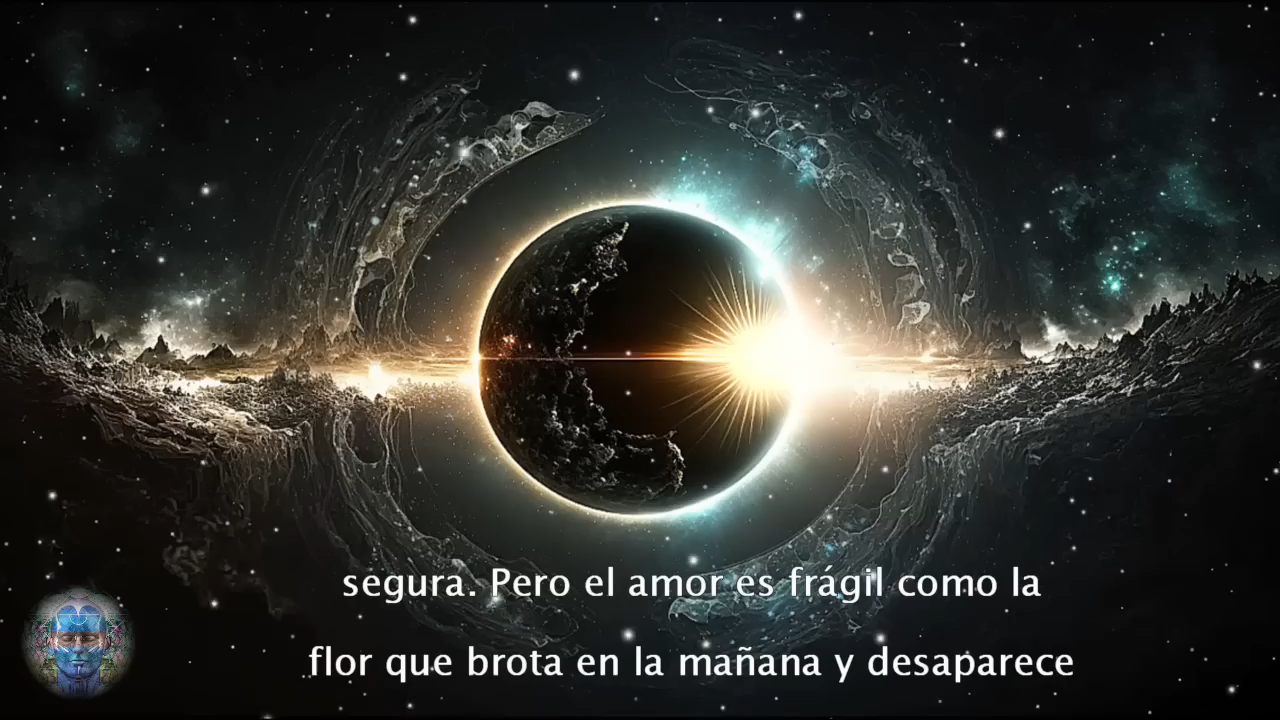 segura. Pero el amor es frágil como la
flor que brota en la mañana y desaparece